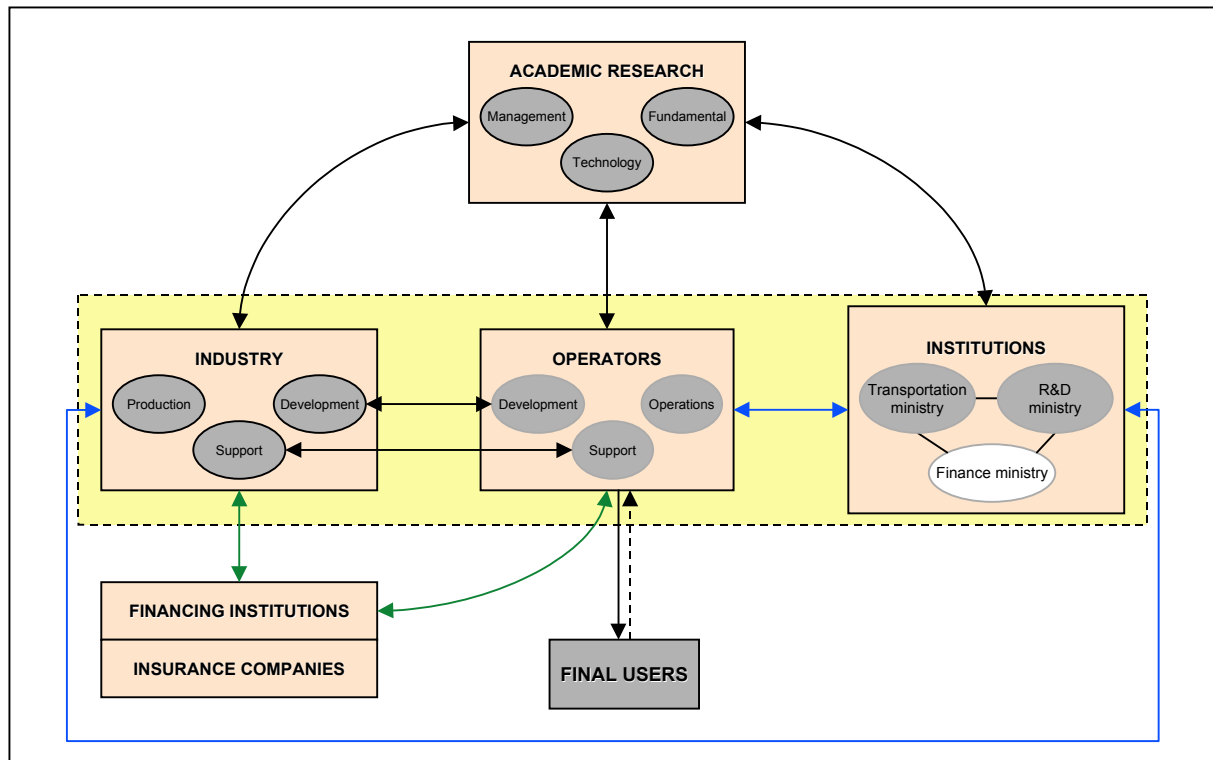 ACADEMIC RESEARCH
Management
Fundamental
Technology
INDUSTRY
Production
Development
Support
OPERATORS
Development
Operations
Support
INSTITUTIONS
Transportation
ministry
R&D
ministry
Finance ministry
FINANCING INSTITUTIONS
INSURANCE COMPANIES
FINAL USERS